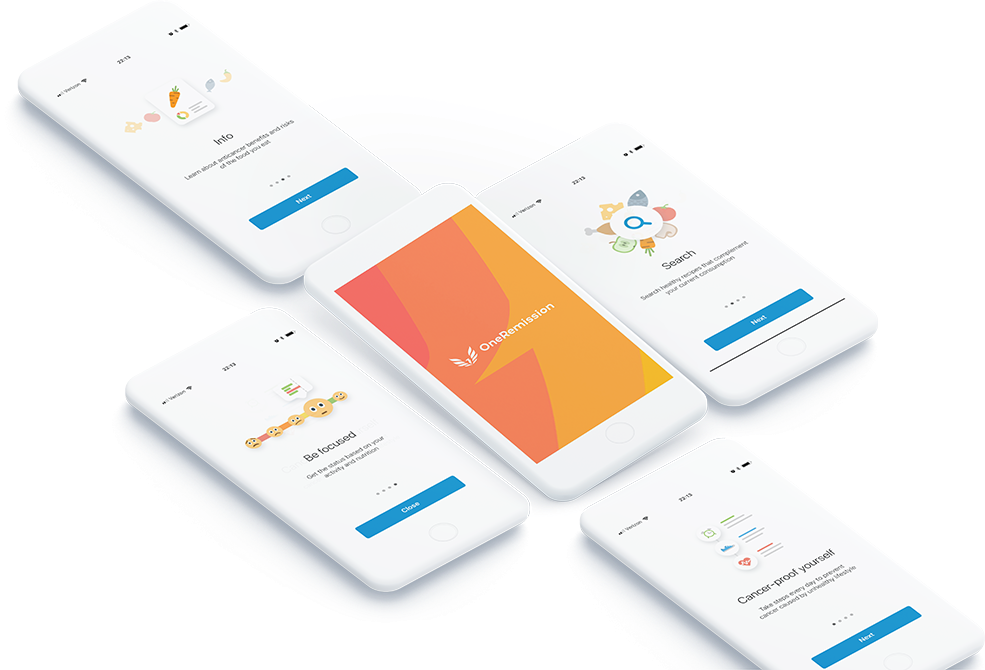 Verizon
22:13
Info
Learn about anticancer benefits and risks
of the food you eat
Next
Verizon
22:13
Search
Search healthy recipes that complement
your current consumption
Next
OneRemission
Verizon
22:13
Be focused
Get the status based on your
activity and nutrition
Close
Verizon
22:13
Cancer-proof yourself
Take steps every day to prevent
cancer caused by unhealthy lifestyle
Next